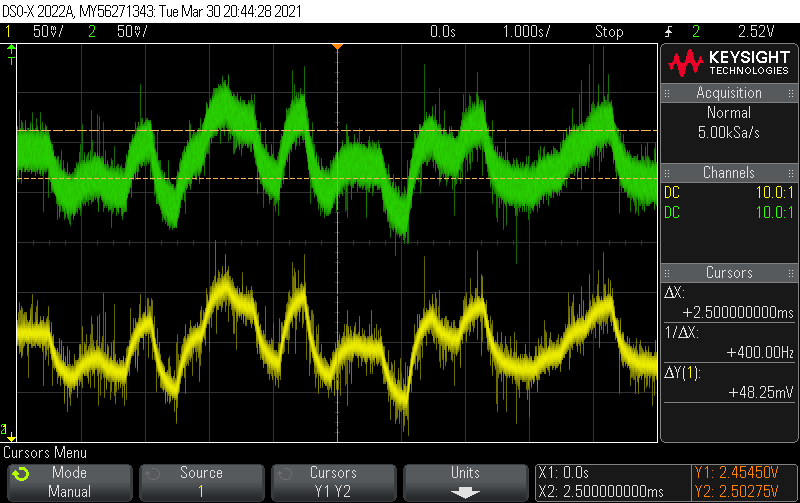 DSO-X 2022A, MY56271343: Tue Mar 30 20:44:28 2021
1 50mV/ 2 50mV/ 0.0s 1.000s/ Stop 2 2.52V
T
KEYSIGHT
TECHNOLOGIES
Acquisition
Normal
5.00kSa/s
Channels
DC 10.0:1
DC 10.0:1
Cursors
ΔX:
+2.500000000ms
1/ΔX:
+400.00Hz
ΔY(1):
+48.25mV
2
Cursors Menu
Mode
Manual
Source
1
Cursors
Y1 Y2
Units
X1: 0.0s
X2: 2.500000000ms
Y1: 2.45450V
Y2: 2.50275V